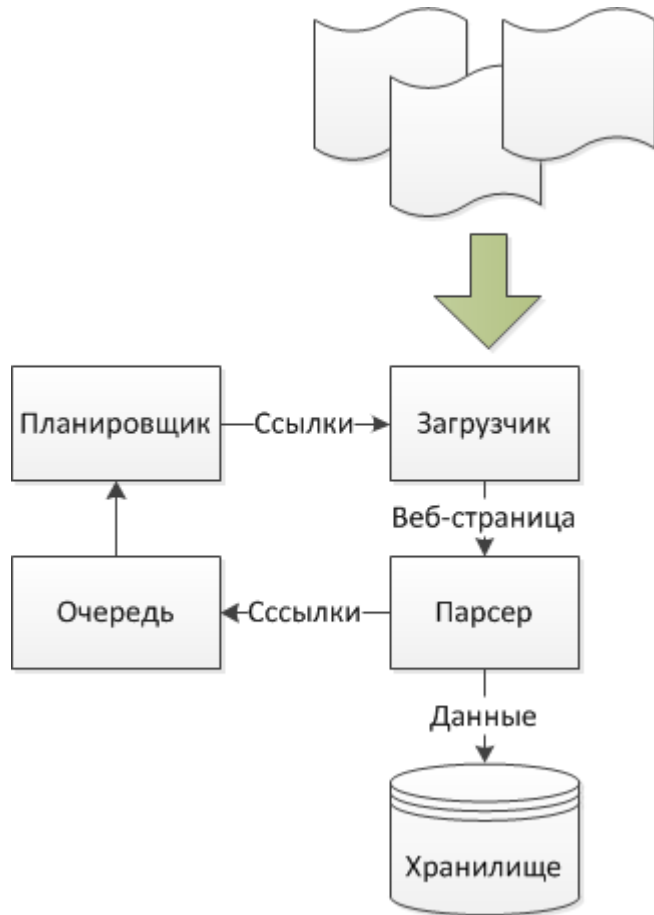 Планировщик
Ссылки
Загрузчик
Веб-страница
Очередь
Сссылки
Парсер
Данные
Хранилище